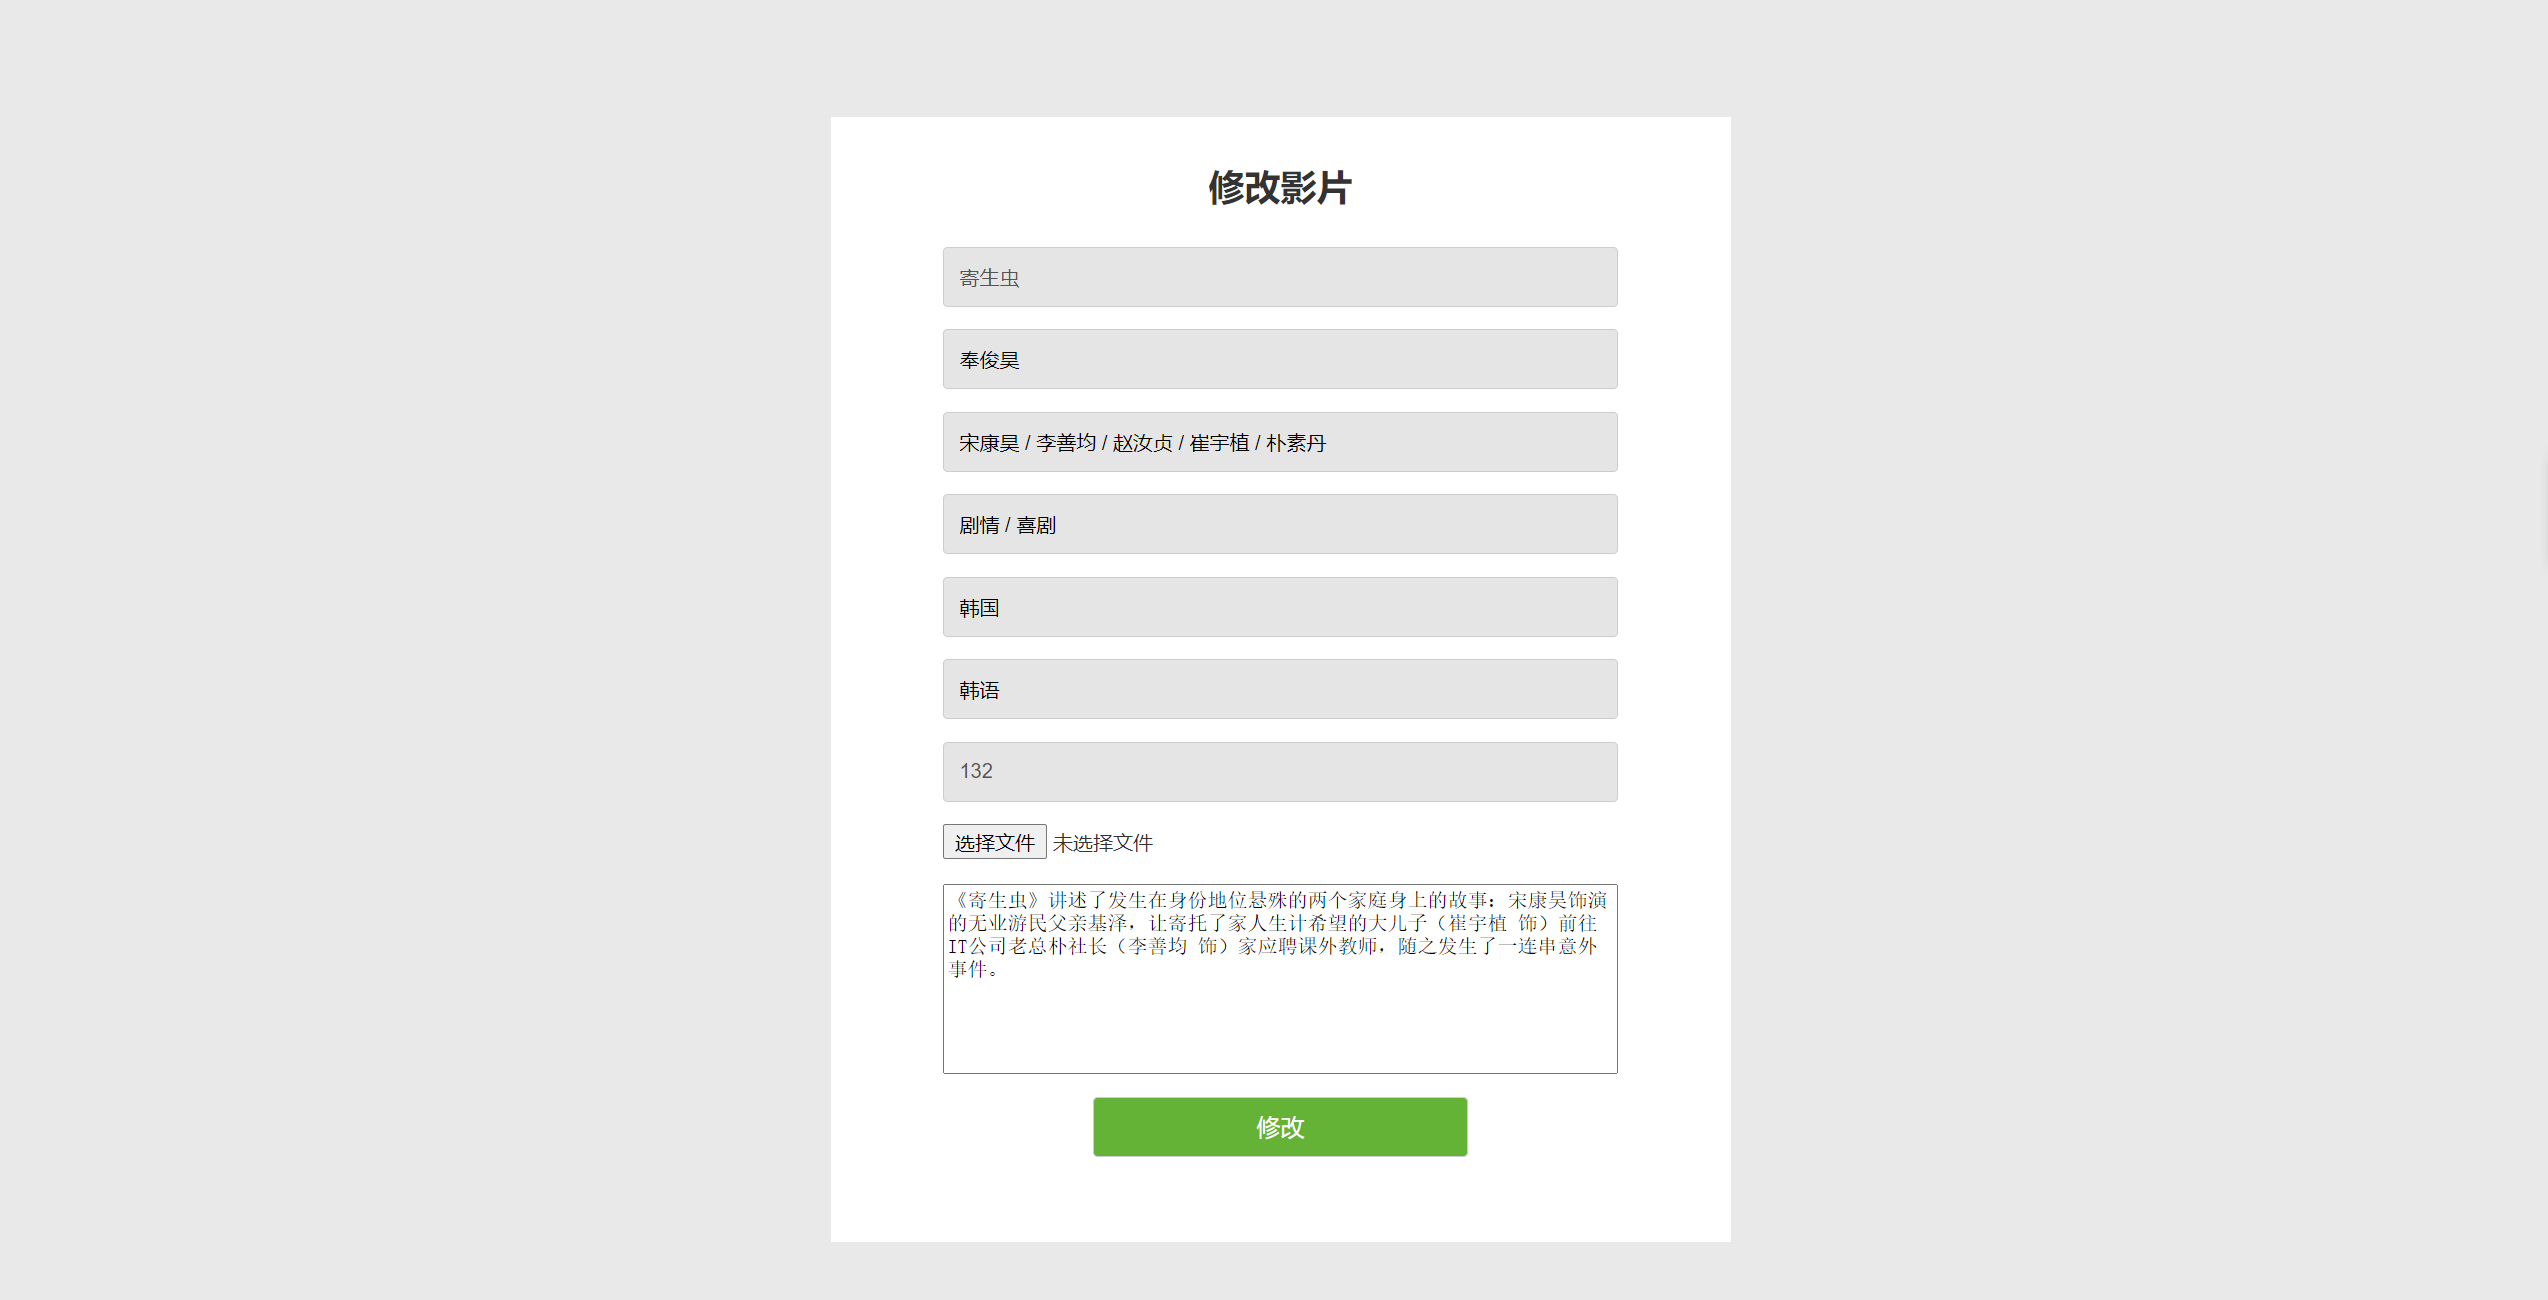 修改影片
寄生虫
奉俊昊
宋康昊 / 李善均 / 赵汝贞 / 崔宇植 / 朴素丹
剧情 / 喜剧
韩国
韩语
132
选择文件 未选择文件
《寄生虫》讲述了发生在身份地位悬殊的两个家庭身上的故事：宋康昊饰演
的无业游民父亲基泽，让寄托了家人生计希望的大儿子（崔宇植 饰）前往
IT公司老总朴社长（李善均 饰）家应聘课外教师，随之发生了一连串意外
事件。
修改